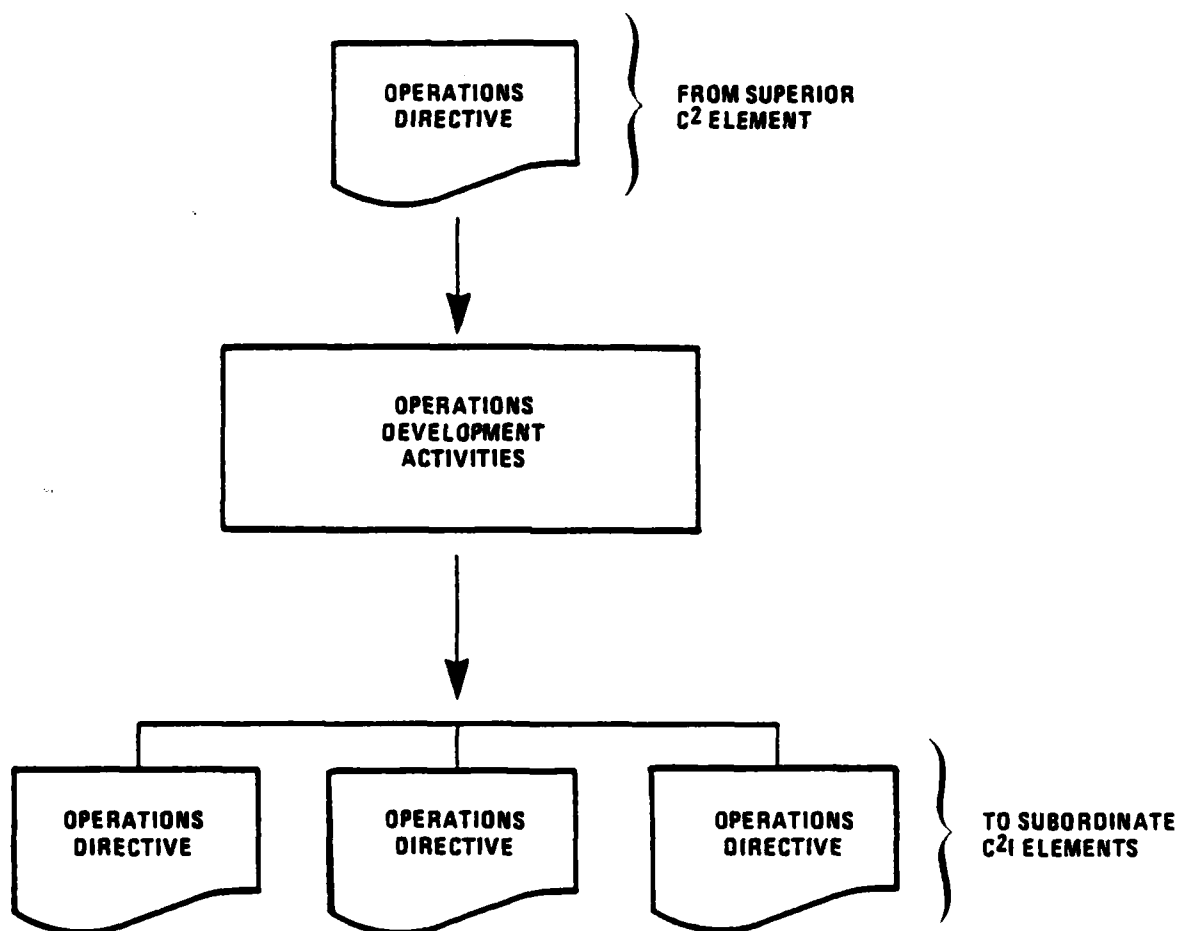 OPERATIONS
DIRECTIVE
FROM SUPERIOR
C² ELEMENT
OPERATIONS
DEVELOPMENT
ACTIVITIES
OPERATIONS
DIRECTIVE
OPERATIONS
DIRECTIVE
OPERATIONS
DIRECTIVE
TO SUBORDINATE
C²I ELEMENTS